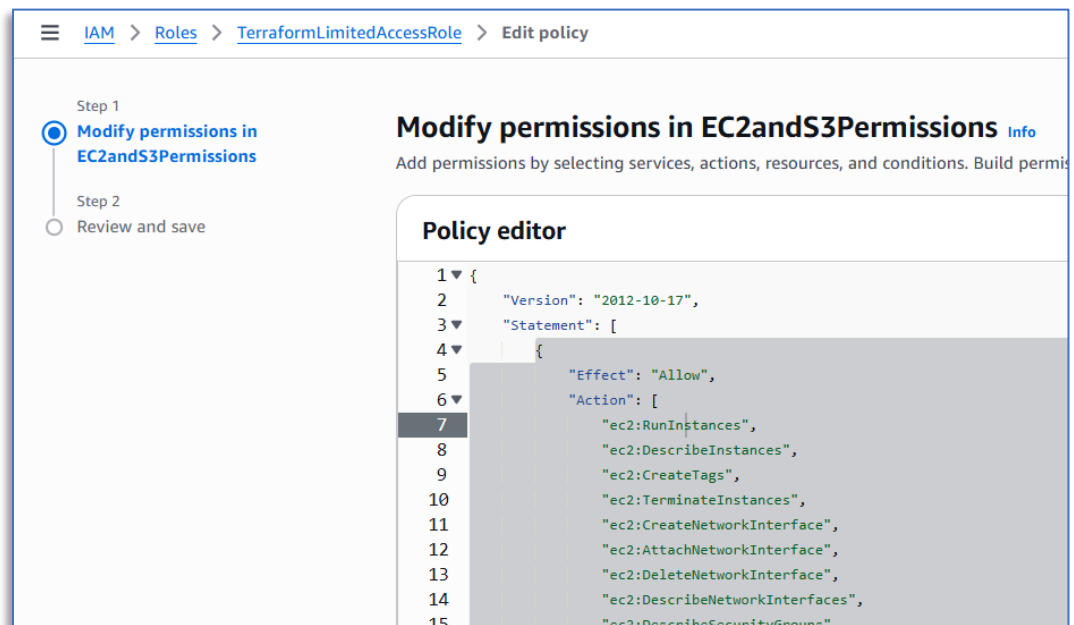 IAM > Roles > TerraformLimitedAccessRole > Edit policy
Step 1
Modify permissions in
EC2andS3Permissions
Step 2
Review and save
Modify permissions in EC2andS3Permissions Info
Add permissions by selecting services, actions, resources, and conditions. Build
Policy editor
1 {
2 "Version": "2012-10-17",
3 "Statement": [
4 {
5 "Effect": "Allow",
6 "Action": [
7 "ec2:RunInstances",
8 "ec2:DescribeInstances",
9 "ec2:CreateTags",
10 "ec2:TerminateInstances",
11 "ec2:CreateNetworkInterface",
12 "ec2:AttachNetworkInterface",
13 "ec2:DeleteNetworkInterface",
14 "ec2:DescribeNetworkInterfaces",
15 "ec2:DescribeSecurityGroups",